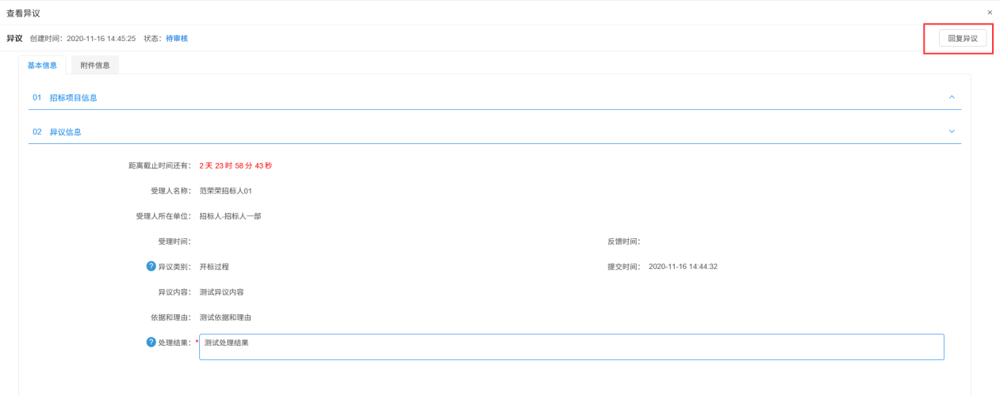 查看异议 ×
异议 创建时间：2020-11-16 14:45:25 状态：待审核 回复异议
基本信息 附件信息
01 招标项目信息
02 异议信息
距离截止时间还有： 2 天 23 时 58 分 43 秒
受理人名称： 范荣荣招标人01
受理人所在单位： 招标人-招标人一部
受理时间： 反馈时间：
? 异议类别： 开标过程 提交时间： 2020-11-16 14:44:32
异议内容： 测试异议内容
依据和理由： 测试依据和理由
? 处理结果：* 测试处理结果